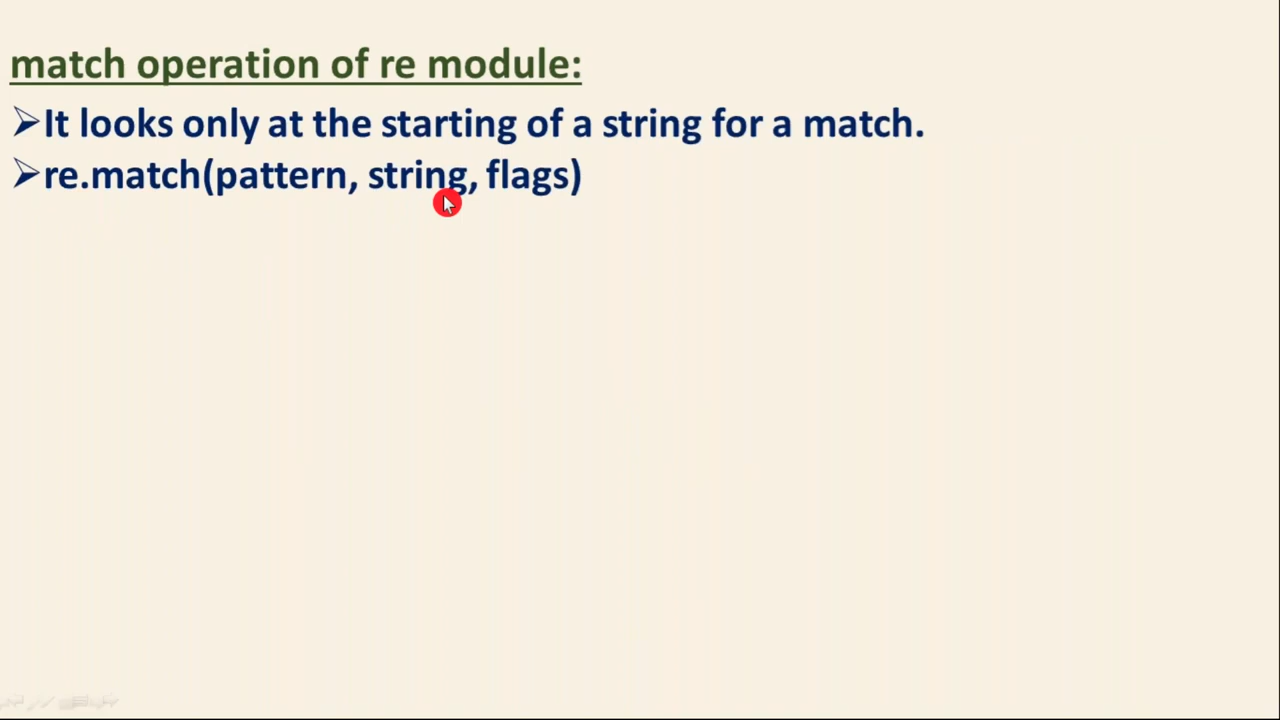 match operation of re module:
➢It looks only at the starting of a string for a match.
➢re.match(pattern, string, flags)